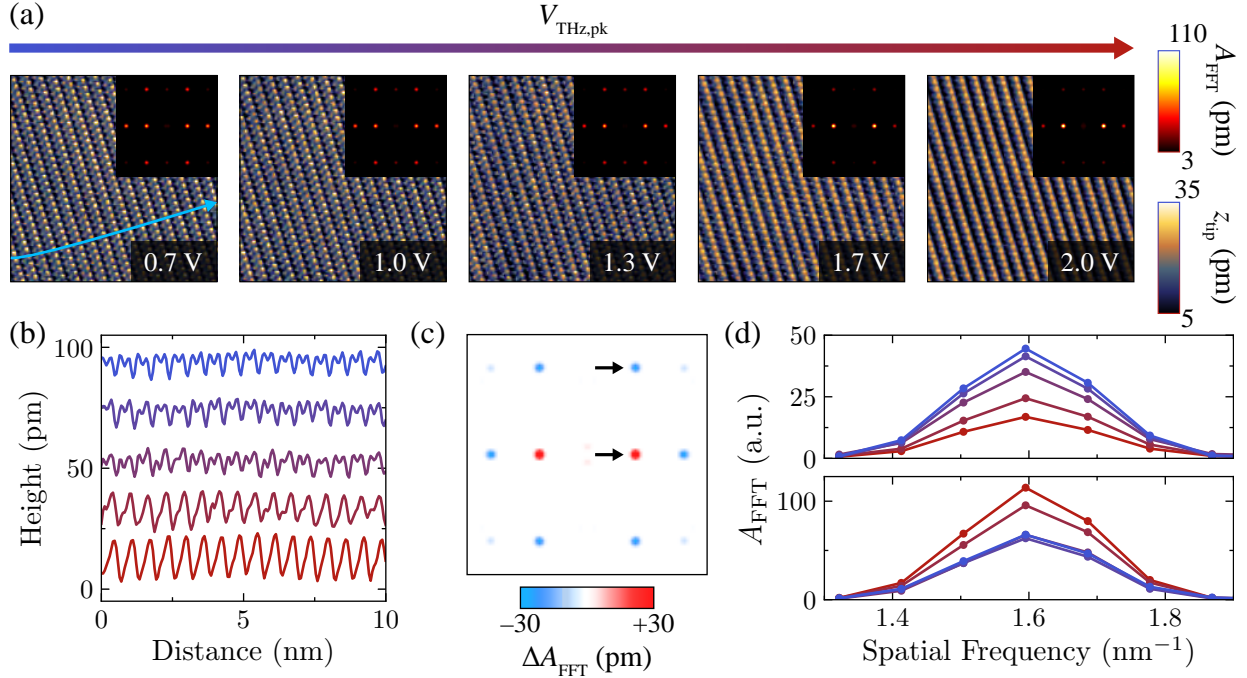 (a)
V_THz,pk
0.7 V
1.0 V
1.3 V
1.7 V
2.0 V
110
A_FFT (pm)
3
35
z_tip (pm)
5
(b)
100
50
0
Height (pm)
0
5
10
Distance (nm)
(c)
–30
+30
ΔA_FFT (pm)
(d)
50
25
0
100
0
A_FFT (a.u.)
1.4
1.6
1.8
Spatial Frequency (nm⁻¹)